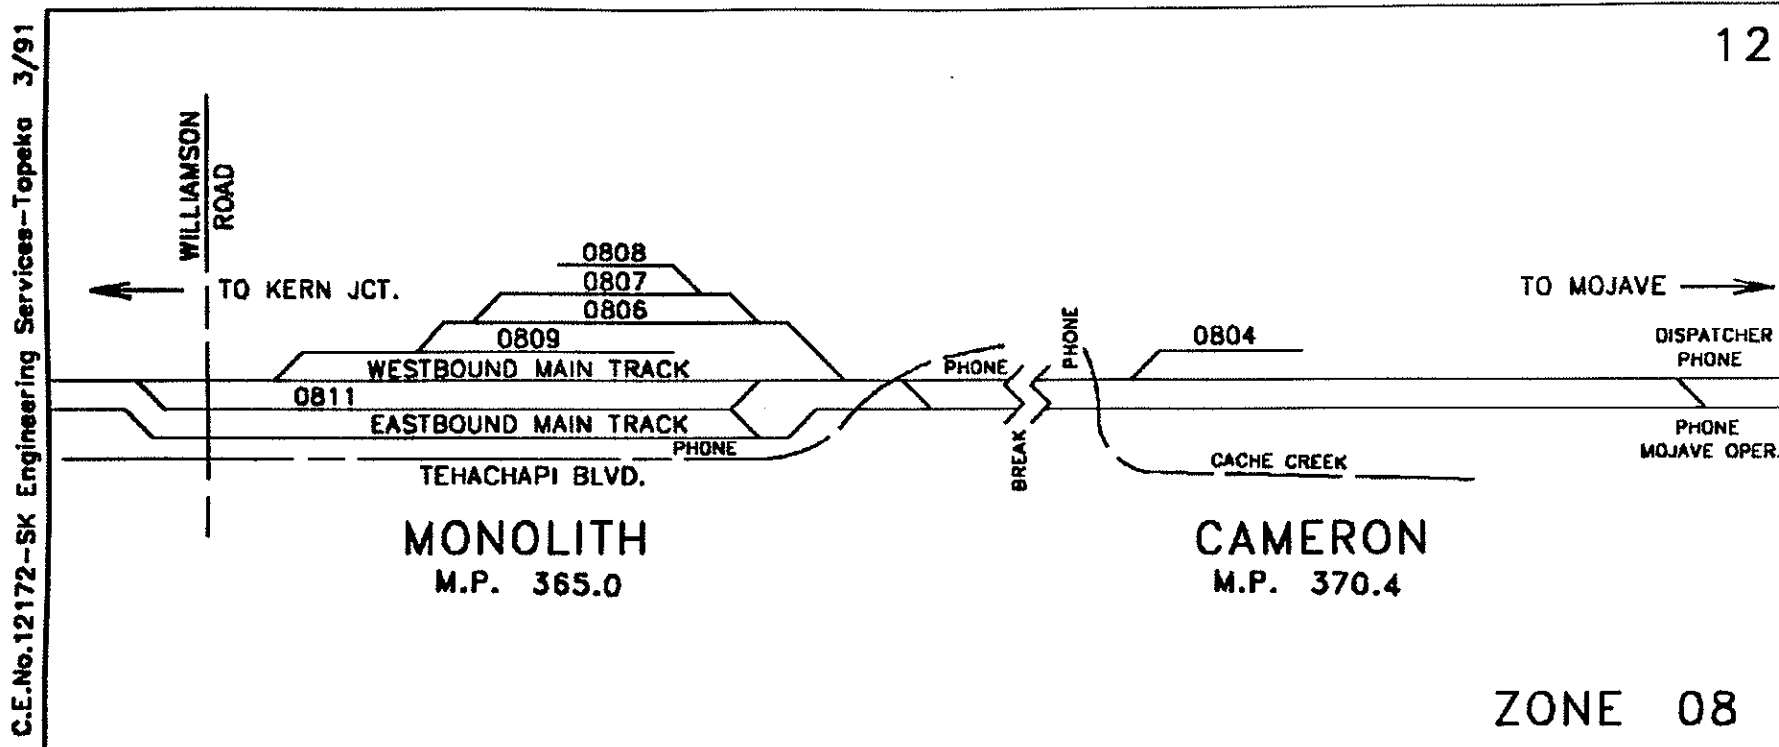 C.E.No.12172-SK Engineering Services-Topeka 3/91
12
WILLIAMSON
ROAD
TO KERN JCT.
0808
0807
0806
0809
WESTBOUND MAIN TRACK
0811
EASTBOUND MAIN TRACK
PHONE
TEHACHAPI BLVD.
MONOLITH
M.P. 365.0
PHONE
BREAK
PHONE
0804
CACHE CREEK
CAMERON
M.P. 370.4
TO MOJAVE
DISPATCHER
PHONE
PHONE
MOJAVE OPER.
ZONE 08